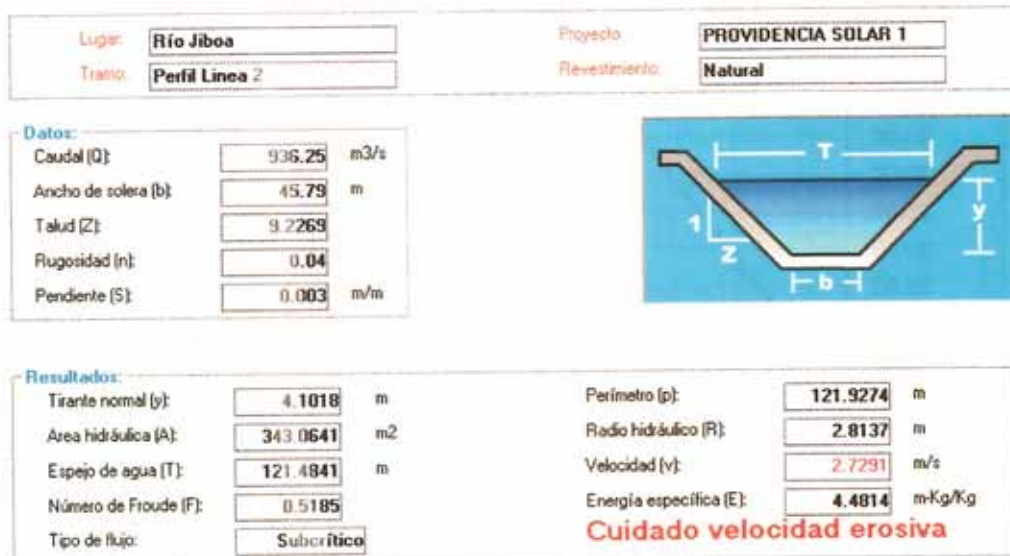 Lugar: Río Jiboa
Proyecto: PROVIDENCIA SOLAR 1
Tramo: Perfil Linea 2
Revestimiento: Natural
Datos:
Caudal (Q): 936.25 m3/s
Ancho de solera (b): 45.79 m
Talud (Z): 9.2269
Rugosidad (n): 0.04
Pendiente (S): 0.003 m/m
T
y
1
Z
b
Resultados:
Tirante normal (y): 4.1018 m
Area hidráulica (A): 343.0641 m2
Espejo de agua (T): 121.4841 m
Número de Froude (F): 0.5185
Tipo de flujo: Subcrítico
Perímetro (p): 121.9274 m
Radio hidráulico (R): 2.8137 m
Velocidad (v): 2.7291 m/s
Energía específica (E): 4.4814 m-Kg/Kg
Cuidado velocidad erosiva